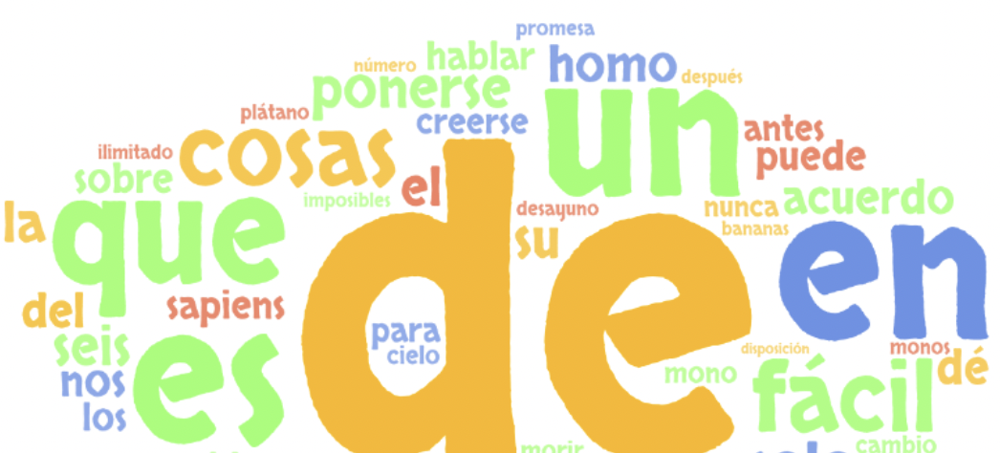 promesa
número hablar homo después
ponerse
plátano creerse un antes
ilimitado cosas puede
sobre el
imposibles desayuno nunca acuerdo
la que su bananas en
del sapiens de
seis para disposición monos
nos es cielo mono fácil dé
los
morir cambio